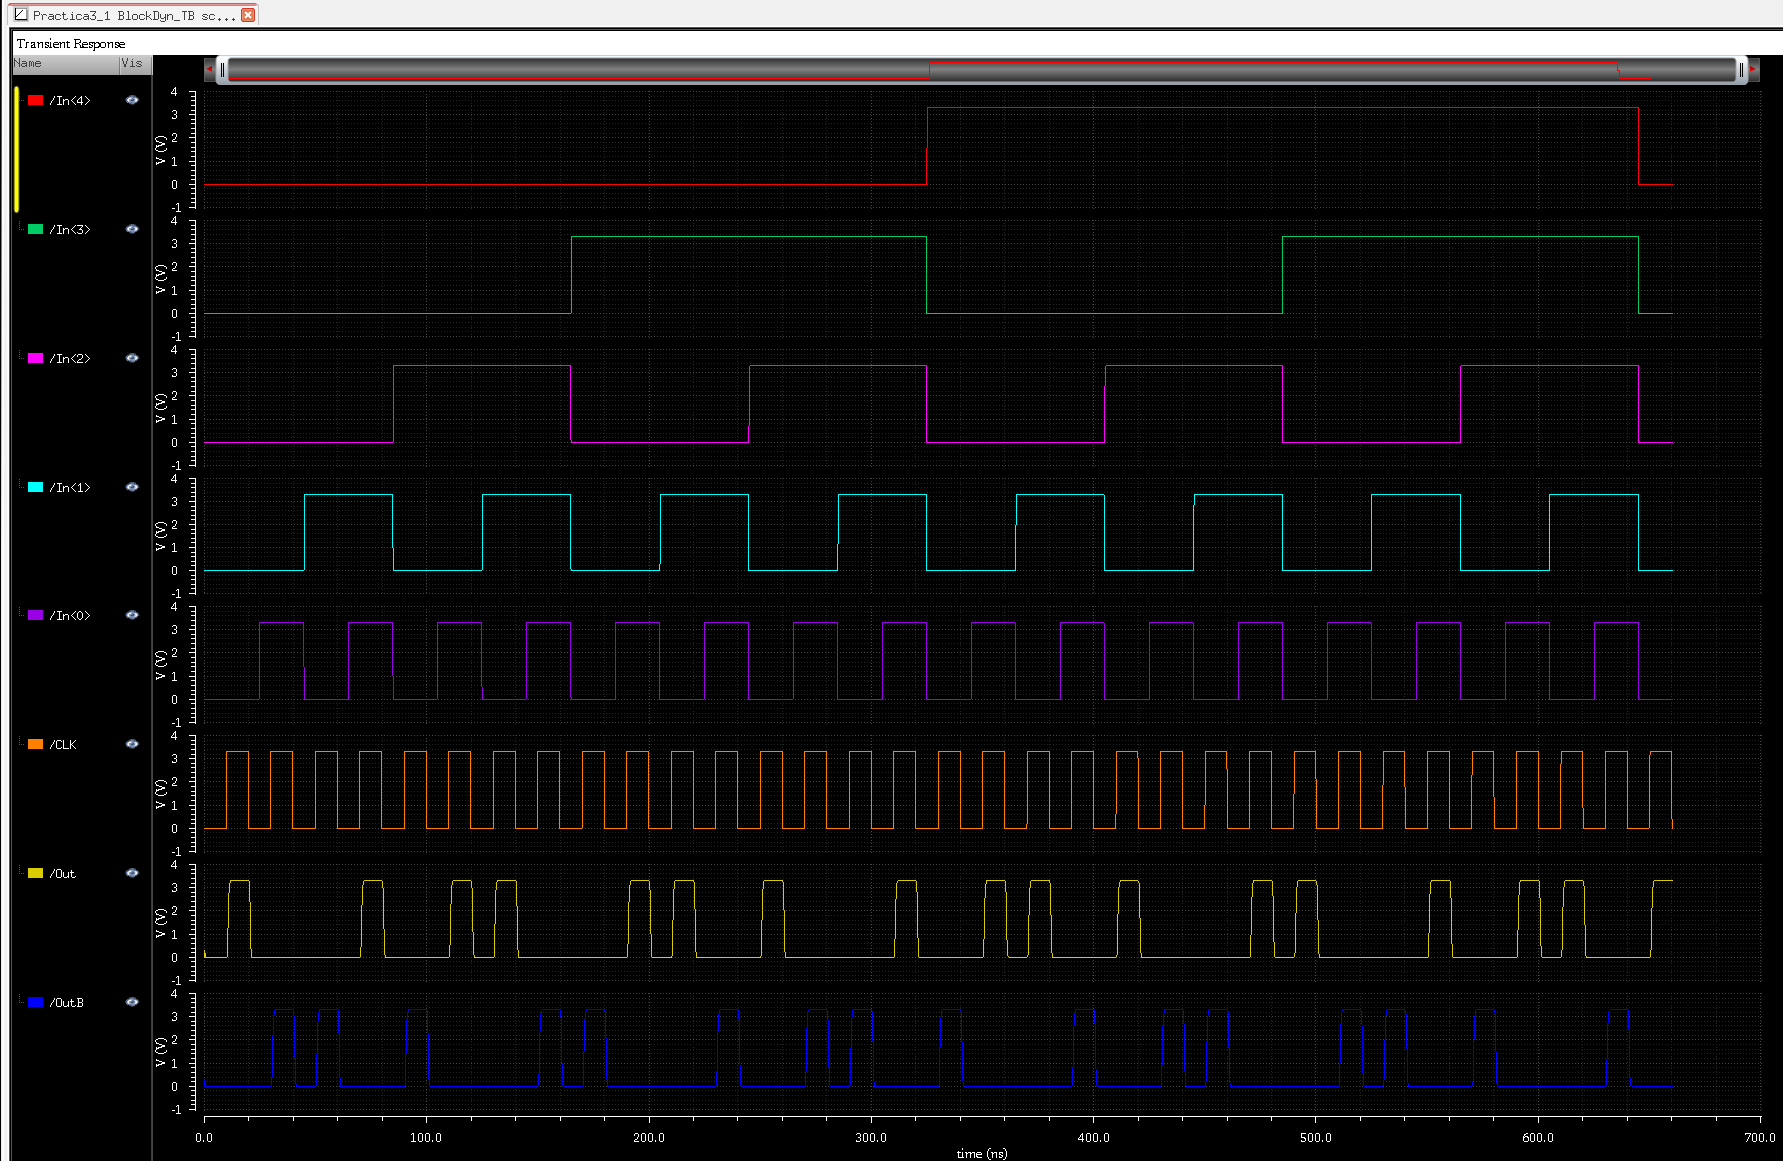 Practica3_1 BlockDyn_TB sc...
Transient Response
Name Vis
/In<4>
V (V)
4
3
2
1
0
-1
/In<3>
V (V)
4
3
2
1
0
-1
/In<2>
V (V)
4
3
2
1
0
-1
/In<1>
V (V)
4
3
2
1
0
-1
/In<0>
V (V)
4
3
2
1
0
-1
/CLK
V (V)
4
3
2
1
0
-1
/Out
V (V)
4
3
2
1
0
-1
/OutB
V (V)
4
3
2
1
0
-1
0.0 100.0 200.0 300.0 400.0 500.0 600.0 700.0
time (ns)